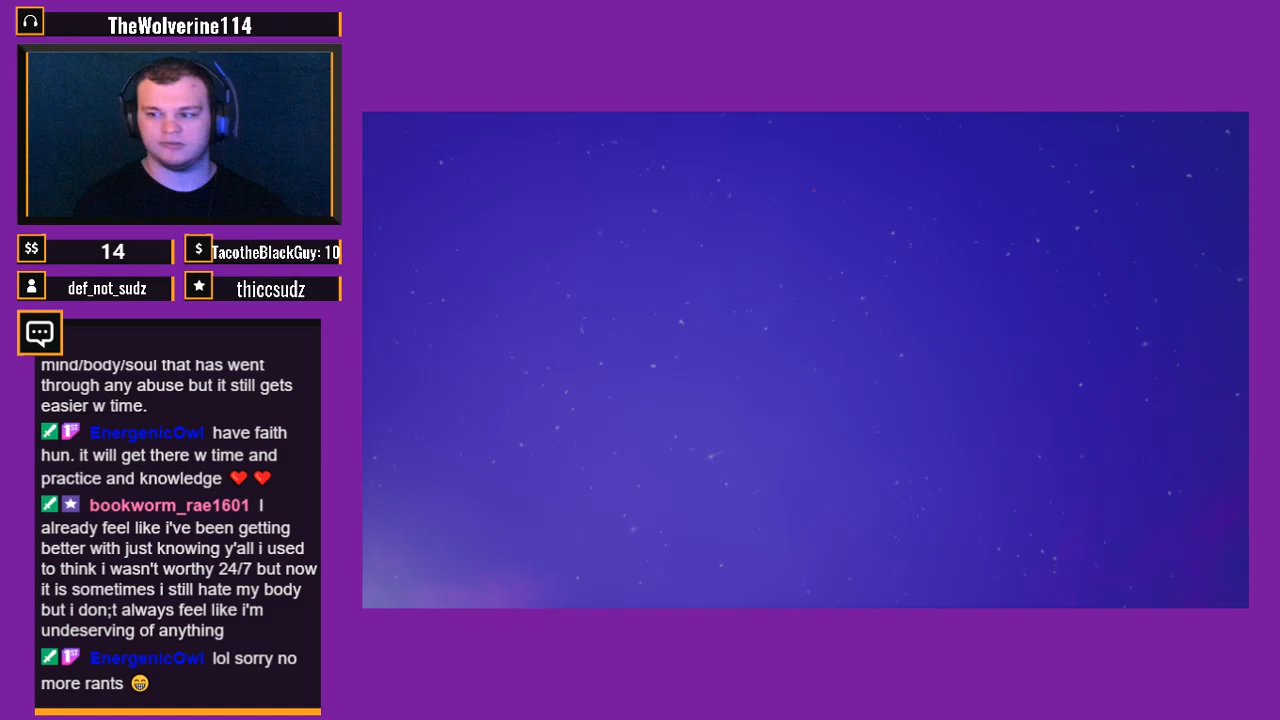 TheWolverine114
$$
14
$
TacotheBlackGuy: 10
def_not_sudz
thiccsudz
mind/body/soul that has went
through any abuse but it still gets
easier w time.
1ST EnergenicOwl have faith
hun. it will get there w time and
practice and knowledge ❤️ ❤️
bookworm_rae1601 I
already feel like i've been getting
better with just knowing y'all i used
to think i wasn't worthy 24/7 but now
it is sometimes i still hate my body
but i don;t always feel like i'm
undeserving of anything
1ST EnergenicOwl lol sorry no
more rants 😁